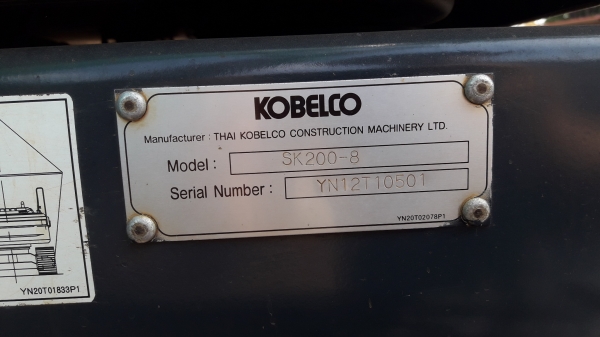 KOBELCO
Manufacturer : THAI KOBELCO CONSTRUCTION MACHINERY LTD.
Model : SK200-8
Serial Number : YN12T10501
YN20T02078P1
YN20T01833P1